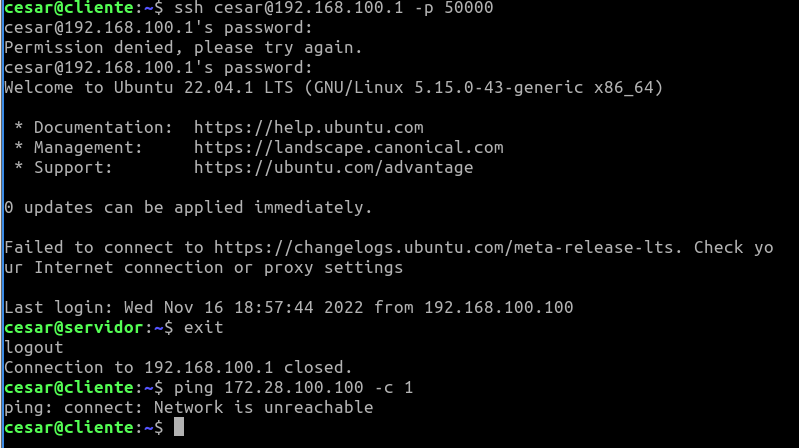 cesar@cliente:~$ ssh cesar@192.168.100.1 -p 50000
cesar@192.168.100.1's password:
Permission denied, please try again.
cesar@192.168.100.1's password:
Welcome to Ubuntu 22.04.1 LTS (GNU/Linux 5.15.0-43-generic x86_64)

 * Documentation:  https://help.ubuntu.com
 * Management:     https://landscape.canonical.com
 * Support:        https://ubuntu.com/advantage

0 updates can be applied immediately.

Failed to connect to https://changelogs.ubuntu.com/meta-release-lts. Check yo
ur Internet connection or proxy settings

Last login: Wed Nov 16 18:57:44 2022 from 192.168.100.100
cesar@servidor:~$ exit
logout
Connection to 192.168.100.1 closed.
cesar@cliente:~$ ping 172.28.100.100 -c 1
ping: connect: Network is unreachable
cesar@cliente:~$